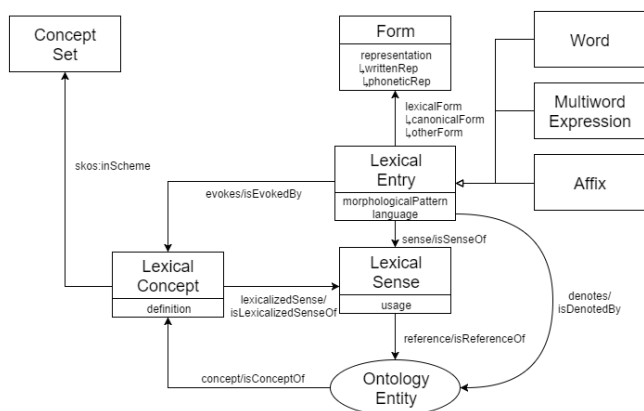 Concept
Set
Form
representation
↳writtenRep
↳phoneticRep
Word
Multiword
Expression
Affix
lexicalForm
↳canonicalForm
↳otherForm
skos:inScheme
Lexical
Entry
morphologicalPattern
language
evokes/isEvokedBy
sense/isSenseOf
Lexical
Concept
definition
lexicalizedSense/
isLexicalizedSenseOf
Lexical
Sense
usage
denotes/
isDenotedBy
reference/isReferenceOf
concept/isConceptOf
Ontology
Entity